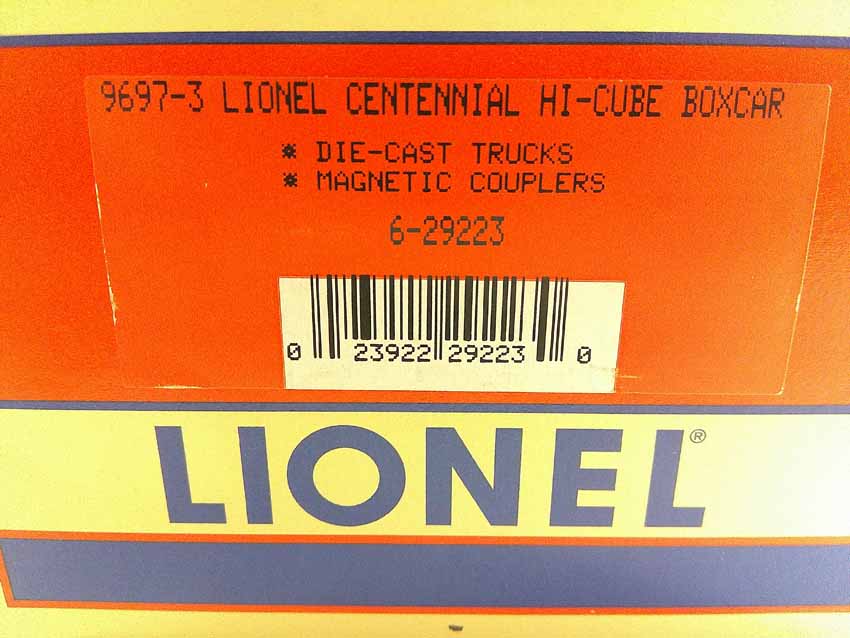 9697-3 LIONEL CENTENNIAL HI-CUBE BOXCAR
* DIE-CAST TRUCKS
* MAGNETIC COUPLERS
6-29223
0 23922 29223 0
LIONEL®